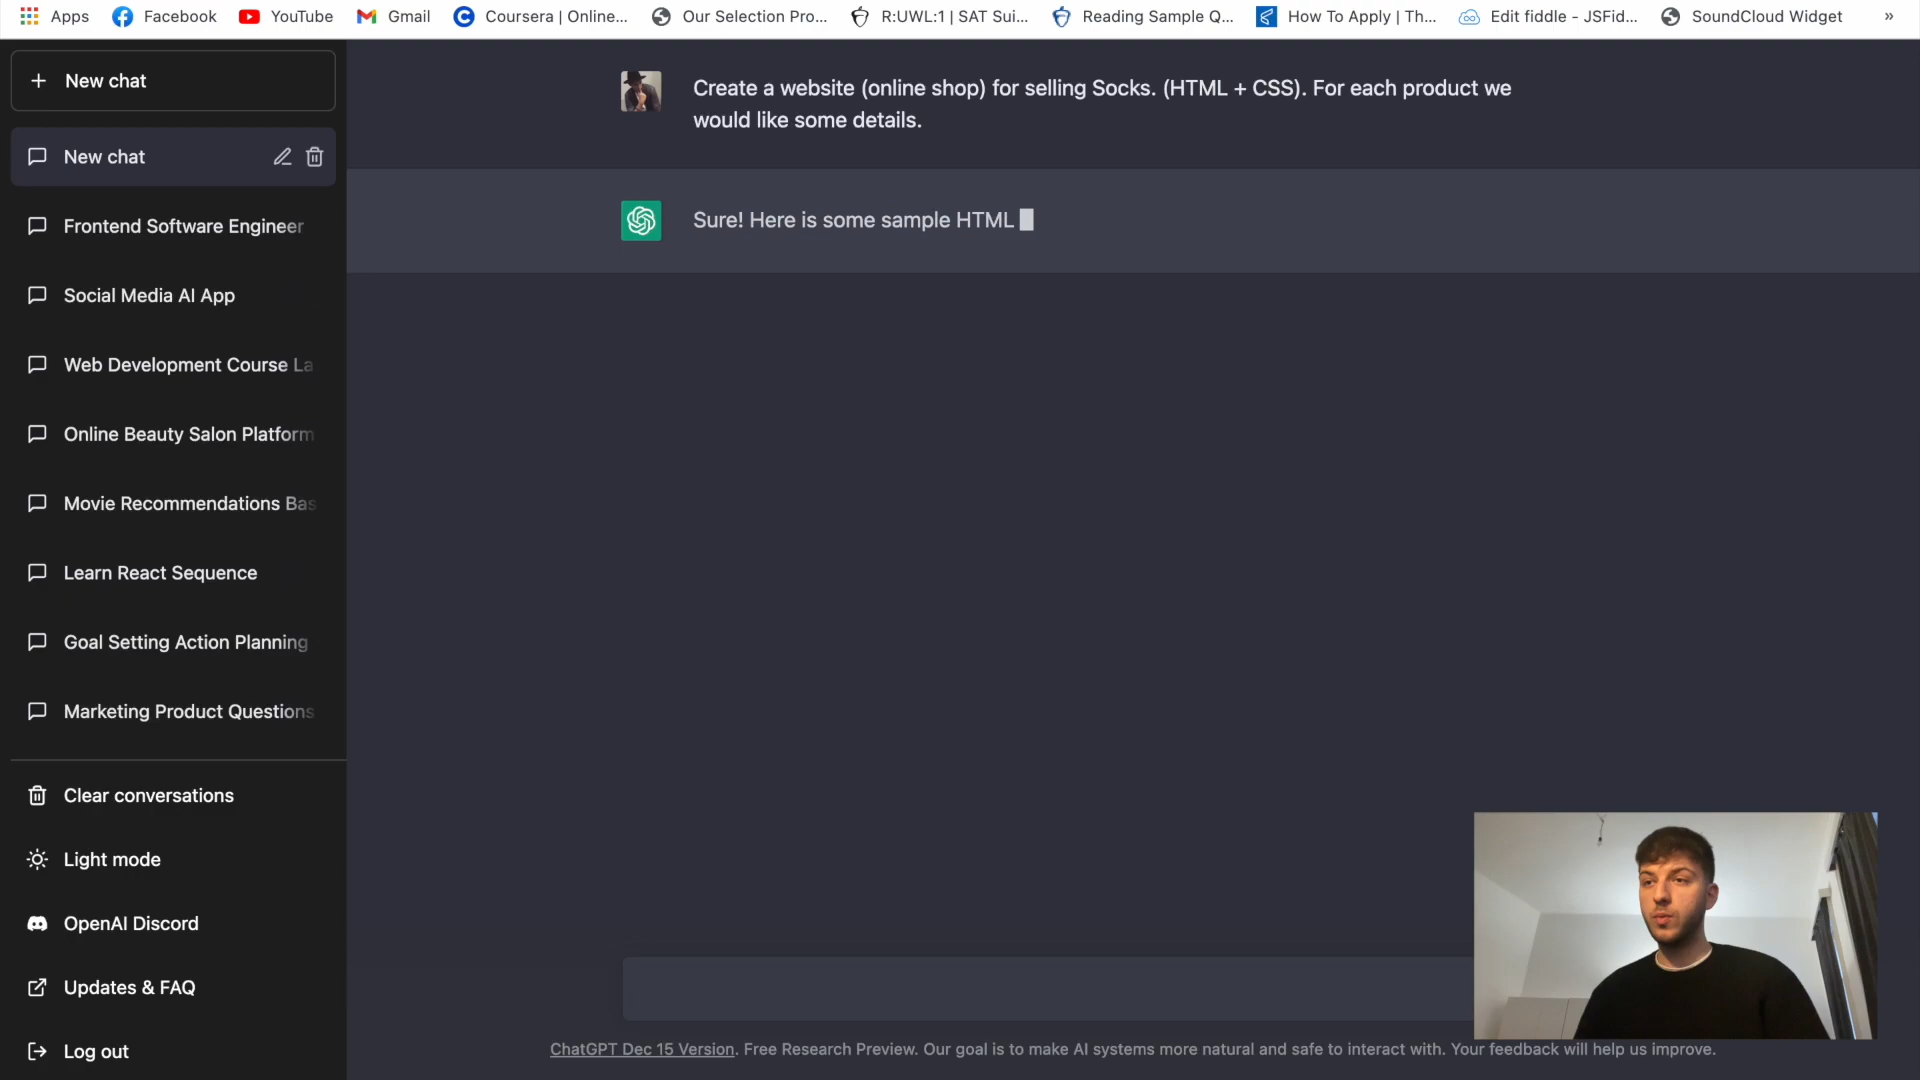 Apps Facebook YouTube Gmail Coursera | Online... Our Selection Pro... R:UWL:1 | SAT Sui... Reading Sample Q... How To Apply | Th... Edit fiddle - JSFid... SoundCloud Widget »
+ New chat
New chat
Frontend Software Engineer
Social Media AI App
Web Development Course La
Online Beauty Salon Platform
Movie Recommendations Bas
Learn React Sequence
Goal Setting Action Planning
Marketing Product Questions
Clear conversations
Light mode
OpenAI Discord
Updates & FAQ
Log out
Create a website (online shop) for selling Socks. (HTML + CSS). For each product we
would like some details.
Sure! Here is some sample HTML
ChatGPT Dec 15 Version. Free Research Preview. Our goal is to make AI systems more natural and safe to interact with. Your feedback will help us improve.